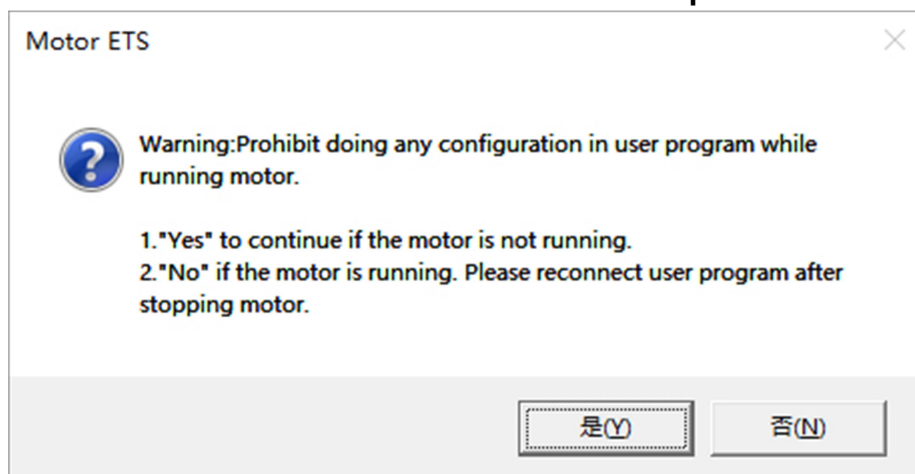 Motor ETS
Warning:Prohibit doing any configuration in user program while
running motor.
1."Yes" to continue if the motor is not running.
2."No" if the motor is running. Please reconnect user program after
stopping motor.
是(Y)
否(N)